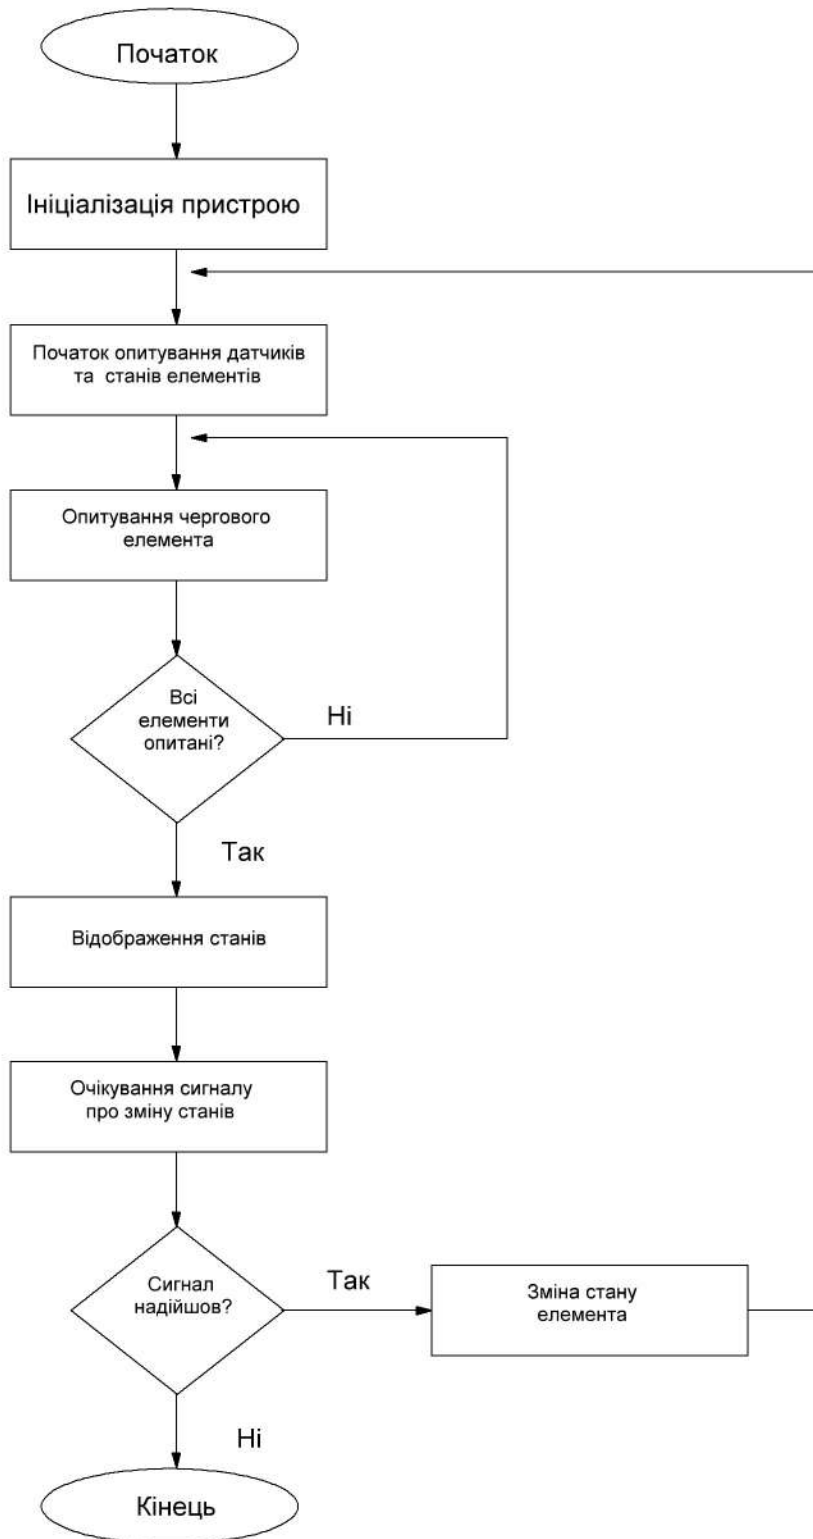 Початок
Ініціалізація пристрою
Початок опитування датчиків
та станів елементів
Опитування чергового
елемента
Всі
елементи
опитані?
Ні
Так
Відображення станів
Очікування сигналу
про зміну станів
Сигнал
надійшов?
Так
Зміна стану
елемента
Ні
Кінець